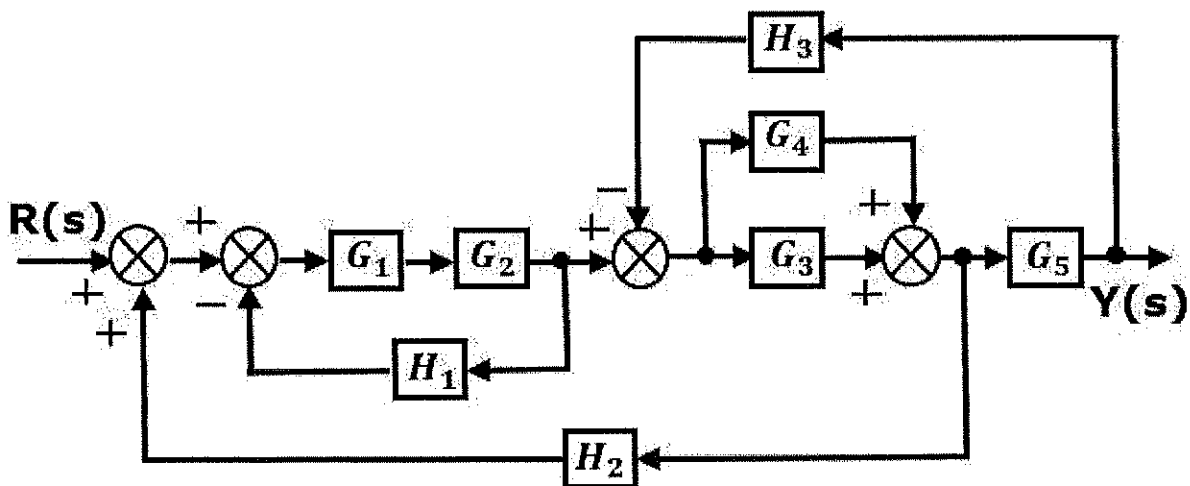 H₃
G₄
− +
R(s) + + G₁ G₂ G₃ G₅
+ − + Y(s)
+
H₁
H₂